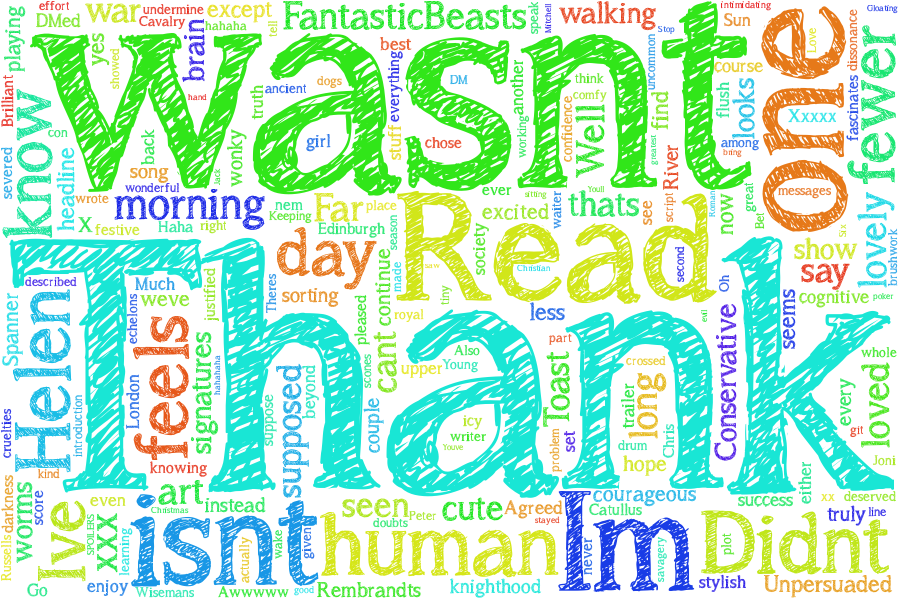 effort
undermine
hahaha
tell
FantasticBeasts
speak
Mitchell
walking
intimidating
Gloating
DMed
war
Cavalry
except
Stop
Sun
Love
dissonance
Brilliant
playing
yes
showed
brain
best
uncommon
course
wasnt
one
fewer
ancient
dogs
everything
DM
think
comfy
looks
flush
Xxxxx
fascinates
know
con
hand
truth
stuff
another
working
confidence
Well
find
greatest
among
bring
severed
headline
back
song
wonky
girl
chose
River
script
messages
wonderful
jack
ever
sitting
Youll
wrote
morning
nem
Keeping
Far
place
Read
excited
waiter
thats
see
Roman
now
great
Bet
Six
lovely
brushwork
X
festive
Haha
right
Edinburgh
season
day
society
show
say
described
Much
Theres
made
continue
saw
tiny
Christian
second
Oh
cognitive
poker
Spanner
echelons
weve
justified
sorting
pleased
royal
less
evil
seems
Thank
Helen
London
feels
signatures
hahahaha
cant
scones
upper
Also
Young
part
Toast
crossed
trailer
long
Conservative
whole
every
loved
git
cruelties
introduction
suppose
supposed
beyond
couple
icy
writer
Youve
problem
set
drum
Chris
hope
Joni
kind
knowing
darkness
score
worms
Russells
Ive
even
SPOILERS
xxx
learning
art
Christmas
instead
seen
doubts
Peter
cute
Agreed
stayed
courageous
Catullus
success
either
xx
deserved
truly
line
isnt
actually
wake
given
human
Im
never
savagery
plot
Didnt
Go
enjoy
Wisemans
Awwwww
good
Rembrandts
knighthood
stylish
Unpersuaded